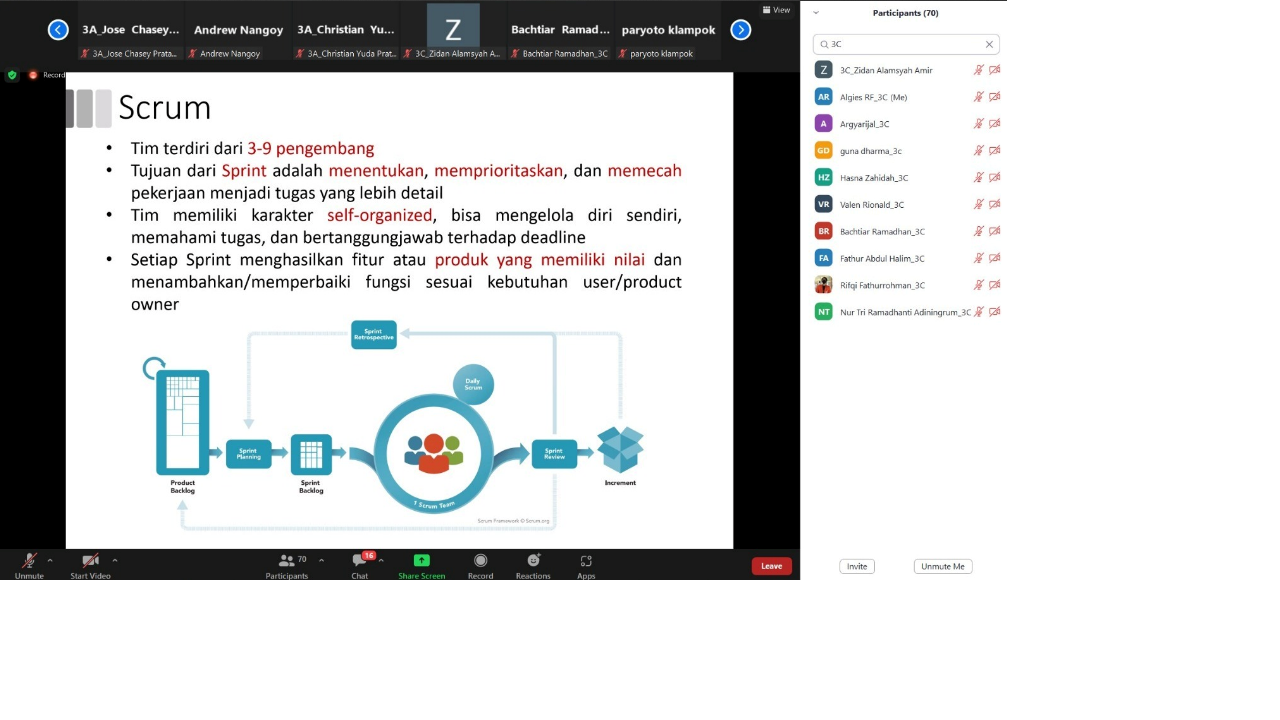 View
3A_Jose Chasey...
Andrew Nangoy
3A_Christian Yu...
Z
Bachtiar Ramad...
paryoto klampok
3A_Jose Chasey Prata...
Andrew Nangoy
3A_Christian Yuda Prat...
3C_Zidan Alamsyah A...
Bachtiar Ramadhan_3C
paryoto klampok
Record
Scrum
• Tim terdiri dari 3-9 pengembang
• Tujuan dari Sprint adalah menentukan, memprioritaskan, dan memecah
pekerjaan menjadi tugas yang lebih detail
• Tim memiliki karakter self-organized, bisa mengelola diri sendiri,
memahami tugas, dan bertanggungjawab terhadap deadline
• Setiap Sprint menghasilkan fitur atau produk yang memiliki nilai dan
menambahkan/memperbaiki fungsi sesuai kebutuhan user/product
owner
Sprint
Retrospective
Daily
Scrum
Sprint
Planning
Sprint
Review
Product
Backlog
Sprint
Backlog
1 Scrum Team
Increment
Scrum Framework © Scrum.org
Unmute
Start Video
70
Participants
16
Chat
Share Screen
Record
Reactions
Apps
Leave
Participants (70)
3C
Z 3C_Zidan Alamsyah Amir
AR Algies RF_3C (Me)
A Argyarijal_3C
GD guna dharma_3c
HZ Hasna Zahidah_3C
VR Valen Rionald_3C
BR Bachtiar Ramadhan_3C
FA Fathur Abdul Halim_3C
Rifqi Fathurrohman_3C
NT Nur Tri Ramadhanti Adiningrum_3C
Invite
Unmute Me